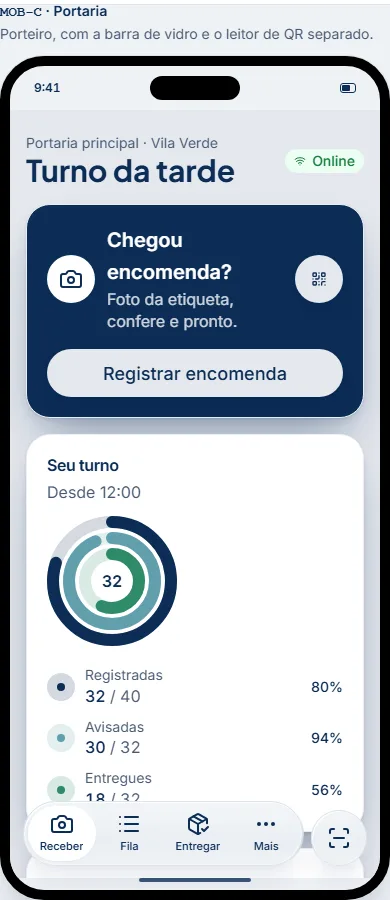 MOB-C · Portaria
Porteiro, com a barra de vidro e o leitor de QR separado.
9:41
Portaria principal · Vila Verde
Turno da tarde
Online
Chegou
encomenda?
Foto da etiqueta,
confere e pronto.
Registrar encomenda
Seu turno
Desde 12:00
32
Registradas
32 / 40
80%
Avisadas
30 / 32
94%
Entregues
18 / 32
56%
Receber
Fila
Entregar
Mais